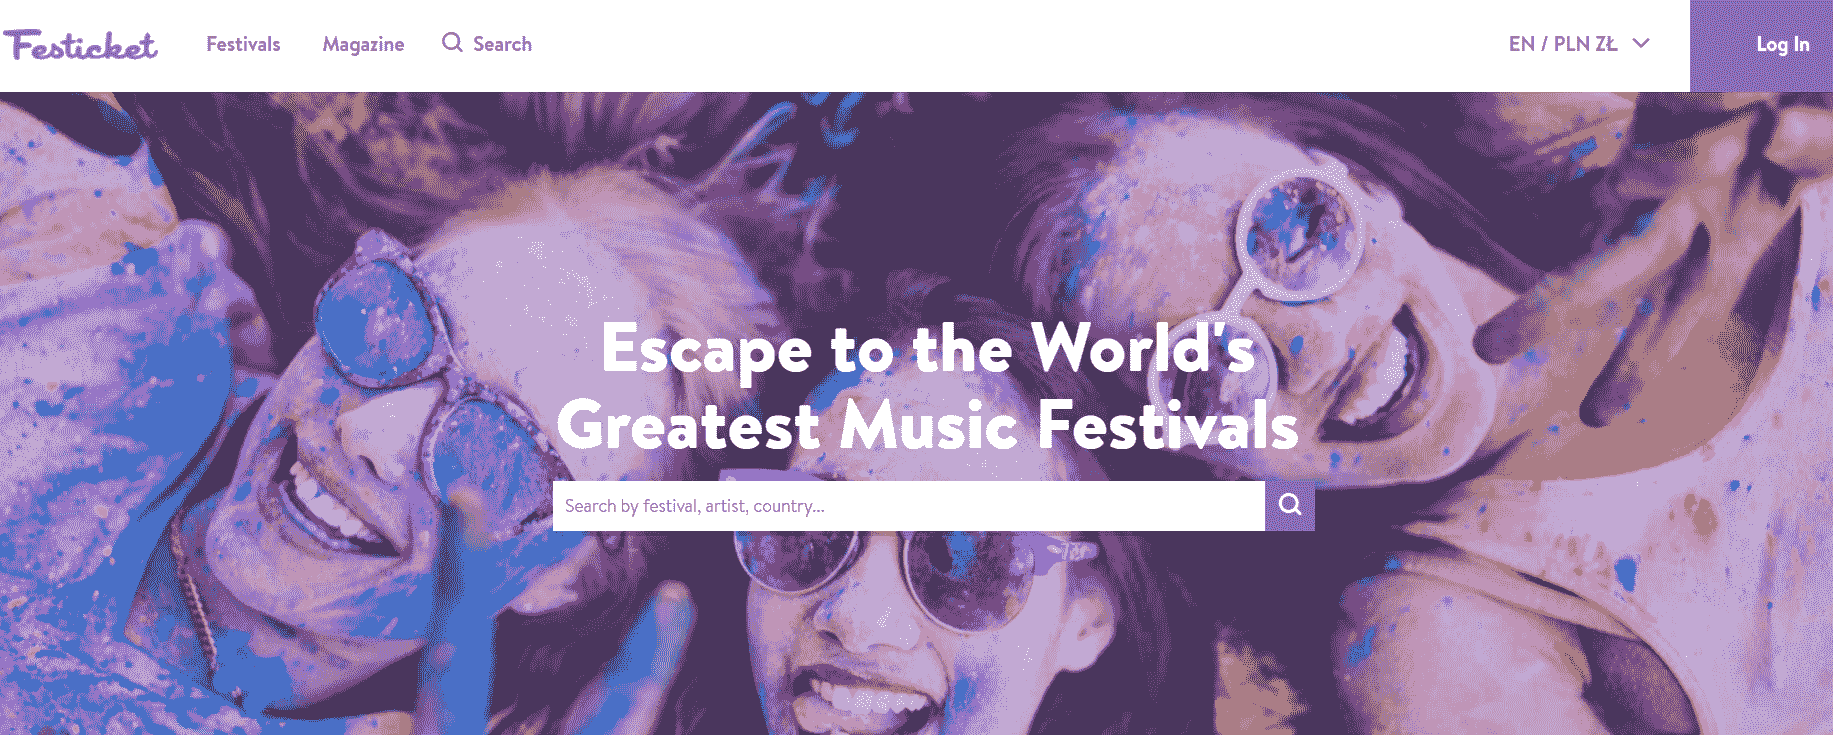 Festicket
Festivals
Magazine
Search
EN / PLN ZŁ
Log In
Escape to the World's
Greatest Music Festivals
Search by festival, artist, country...